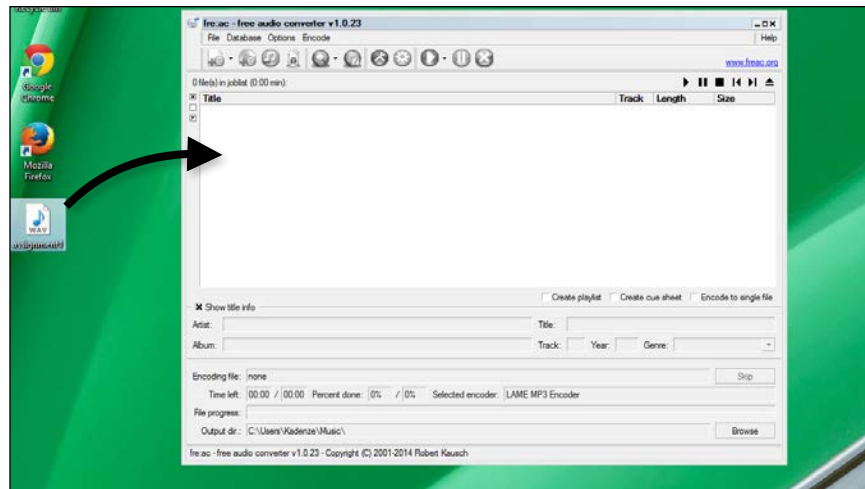 Recycle Bin
Google
Chrome
Mozilla
Firefox
WAV
assignment1
fre:ac - free audio converter v1.0.23
File Database Options Encode Help
www.freac.org
0 file(s) in joblist (0:00 min):
Title Track Length Size
Create playlist Create cue sheet Encode to single file
Show title info
Artist: Title:
Album: Track: Year: Genre:
Encoding file: none Skip
Time left: 00:00 / 00:00 Percent done: 0% / 0% Selected encoder: LAME MP3 Encoder
File progress:
Output dir.: C:\Users\Kadenze\Music\ Browse
fre:ac - free audio converter v1.0.23 - Copyright (C) 2001-2014 Robert Kausch